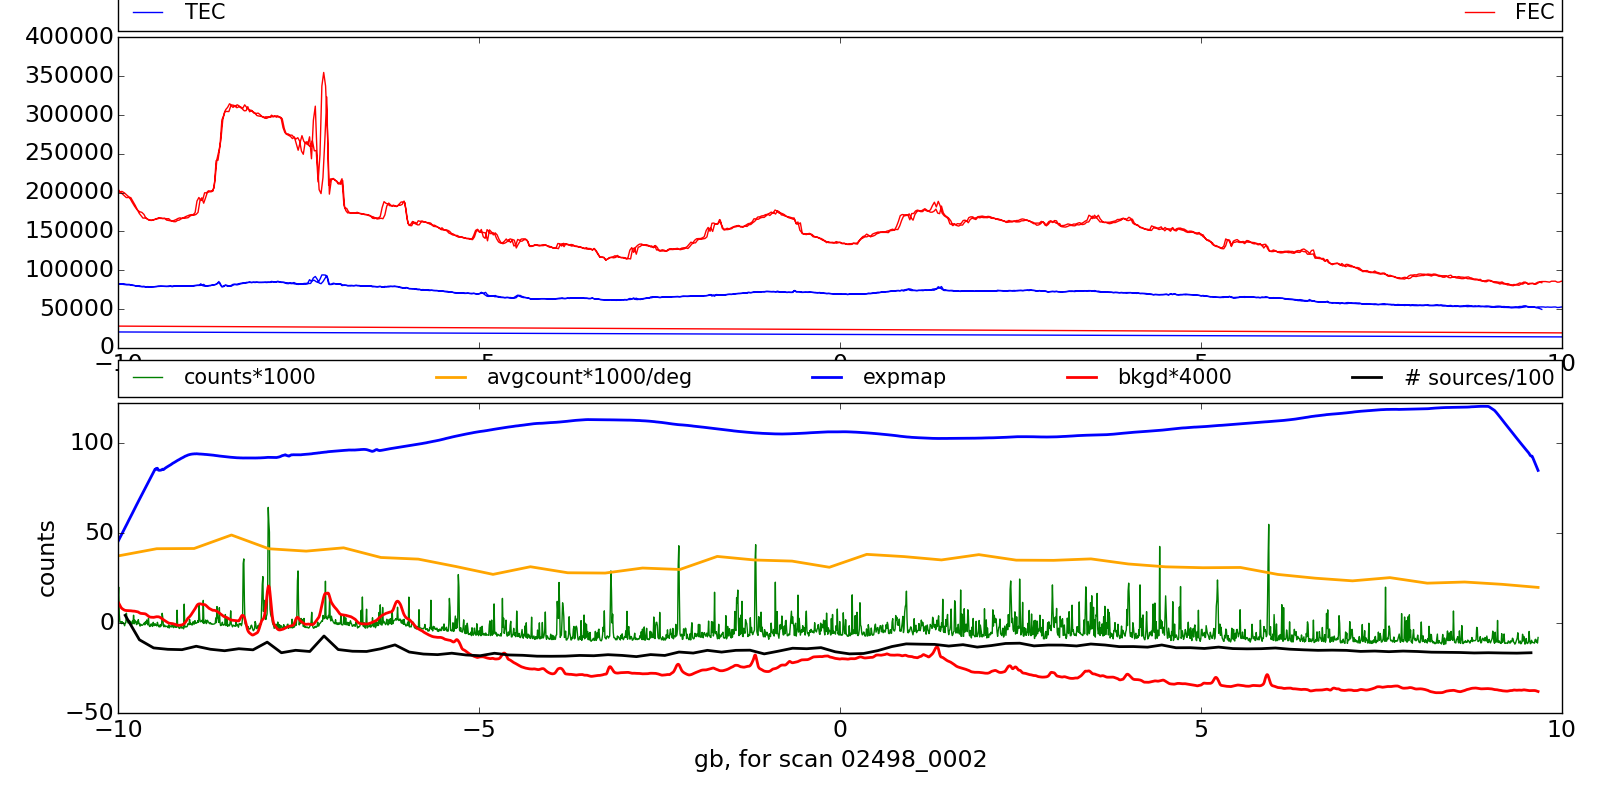 TEC FEC
400000
350000
300000
250000
200000
150000
100000
50000
0
−10 −5 0 5 10
counts*1000 avgcount*1000/deg expmap bkgd*4000 # sources/100
100
50
0
−50
counts
−10 −5 0 5 10
gb, for scan 02498_0002